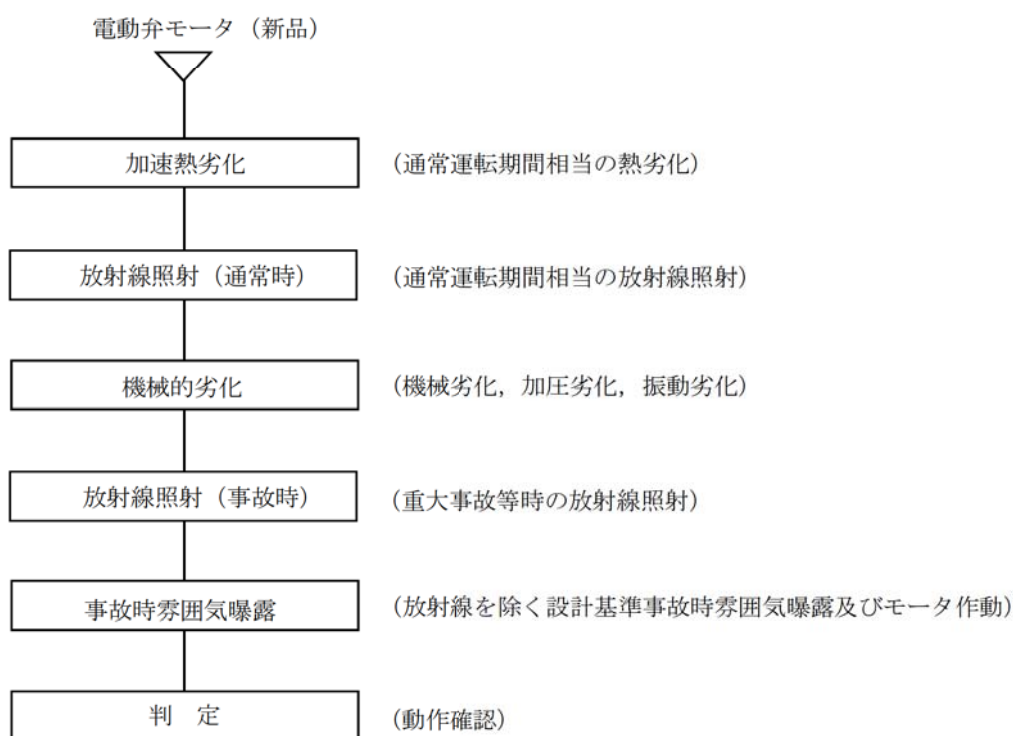 電動弁モータ（新品）
加速熱劣化 （通常運転期間相当の熱劣化）
放射線照射（通常時） （通常運転期間相当の放射線照射）
機械的劣化 （機械劣化，加圧劣化，振動劣化）
放射線照射（事故時） （重大事故等時の放射線照射）
事故時雰囲気曝露 （放射線を除く設計基準事故時雰囲気曝露及びモータ作動）
判　定 （動作確認）